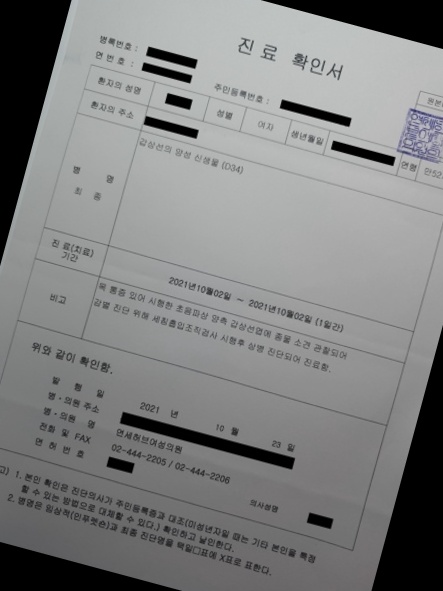 진 료 확인서
병록번호 :
연 번 호 :
주민등록번호 :
원본
환자의 성명
성별
여자
생년월일
연령
만52
환자의 주소
병 명
최 종
갑상선의 양성 신생물 (D34)
진 료(치료)
기간
2021년10월02일 ~ 2021년10월02일 (1일간)
비고
목 통증 있어 시행한 초음파상 양측 갑상선엽에 종물 소견 관찰되어
감별 진단 위해 세침흡입조직검사 시행후 상병 진단되어 진료함.
위와 같이 확인함.
발 행 일
2021 년 10 월 23 일
병·의원 주소
병·의원 명
연세허브여성의원
전화 및 FAX
02-444-2205 / 02-444-2206
면 허 번 호
의사성명
고) 1. 본인 확인은 진단의사가 주민등록증과 대조(미성년자일 때는 기타 본인을 특정
할 수 있는 방법으로 대체할 수 있다.) 확인하고 날인한다.
2. 병명은 임상적(인푸렛숀)과 최종 진단명을 택일□표에 X표로 표한다.